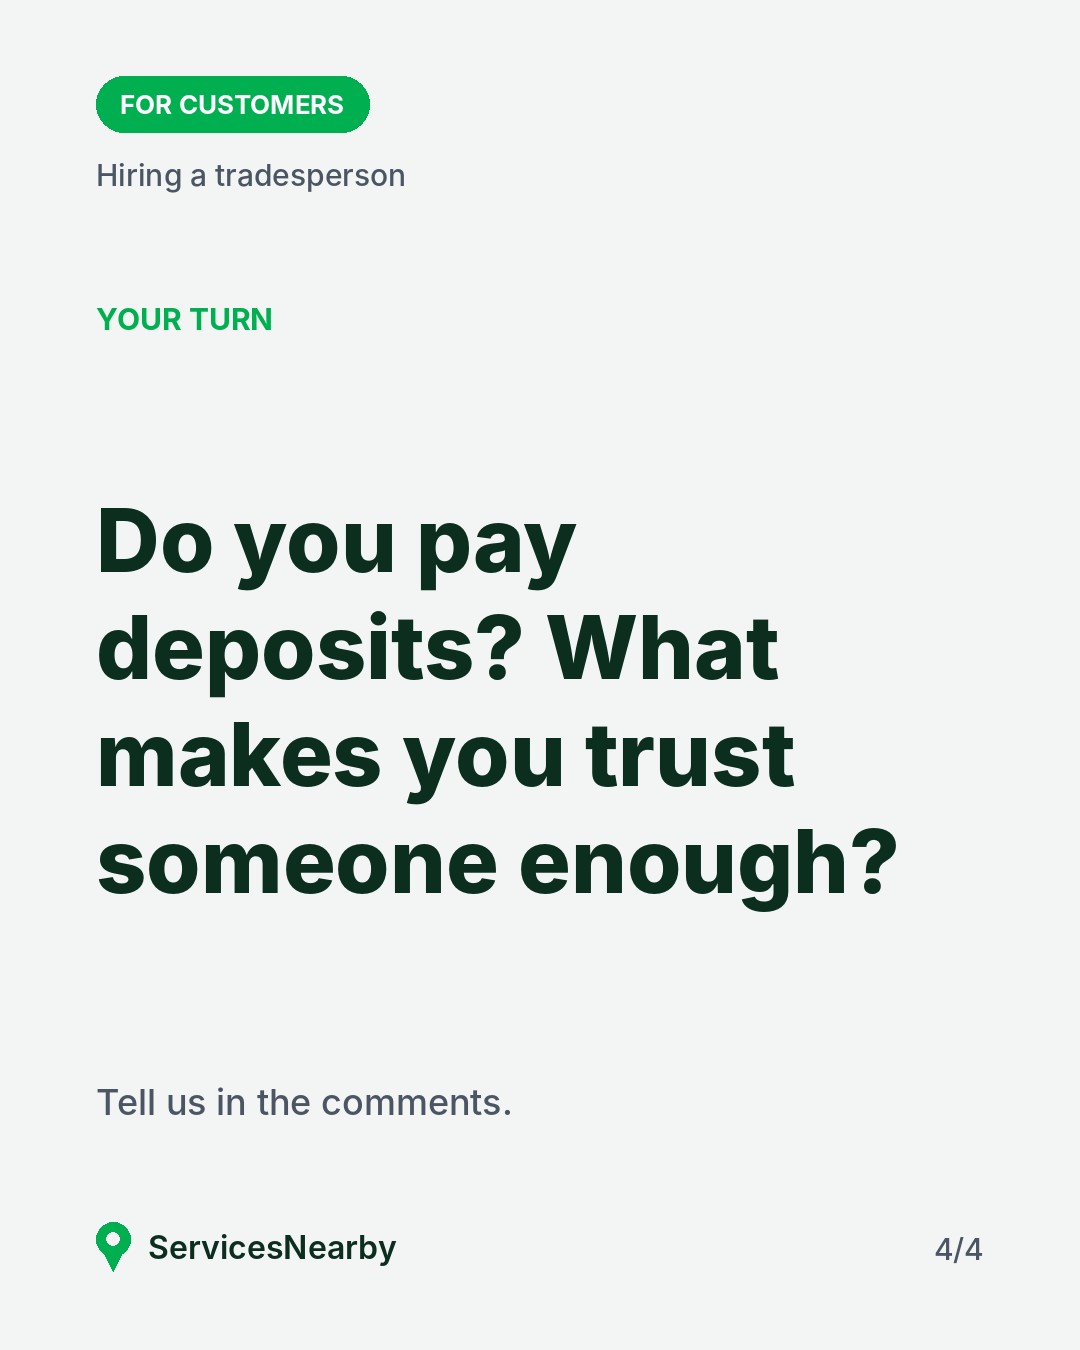 FOR CUSTOMERS
Hiring a tradesperson
YOUR TURN
Do you pay
deposits? What
makes you trust
someone enough?
Tell us in the comments.
ServicesNearby
4/4